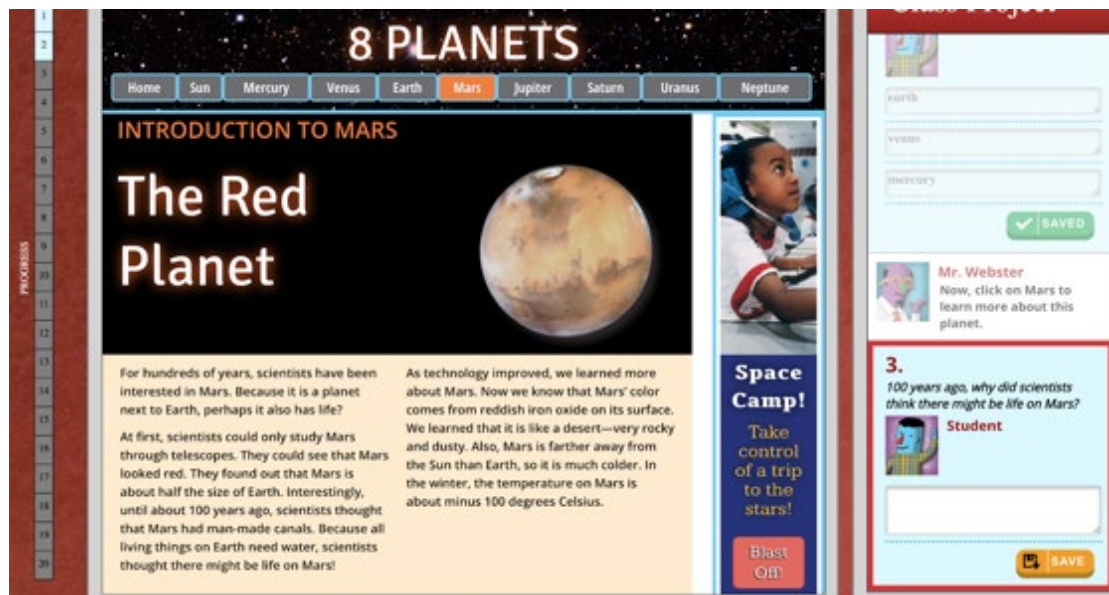 8 PLANETS
Home Sun Mercury Venus Earth Mars Jupiter Saturn Uranus Neptune
INTRODUCTION TO MARS
The Red
Planet
For hundreds of years, scientists have been
interested in Mars. Because it is a planet
next to Earth, perhaps it also has life?
At first, scientists could only study Mars
through telescopes. They could see that Mars
looked red. They found out that Mars is
about half the size of Earth. Interestingly,
until about 100 years ago, scientists thought
that Mars had man-made canals. Because all
living things on Earth need water, scientists
thought there might be life on Mars!
As technology improved, we learned more
about Mars. Now we know that Mars' color
comes from reddish iron oxide on its surface.
We learned that it is like a desert—very rocky
and dusty. Also, Mars is farther away from
the Sun than Earth, so it is much colder. In
the winter, the temperature on Mars is
about minus 100 degrees Celsius.
Space
Camp!
Take
control
of a trip
to the
stars!
Blast
Off!
PROGRESS
1
2
3
4
5
6
7
8
9
10
11
12
13
14
15
16
17
18
19
20
Class Project
earth
venus
mercury
SAVED
Mr. Webster
Now, click on Mars to
learn more about this
planet.
3.
100 years ago, why did scientists
think there might be life on Mars?
Student
SAVE